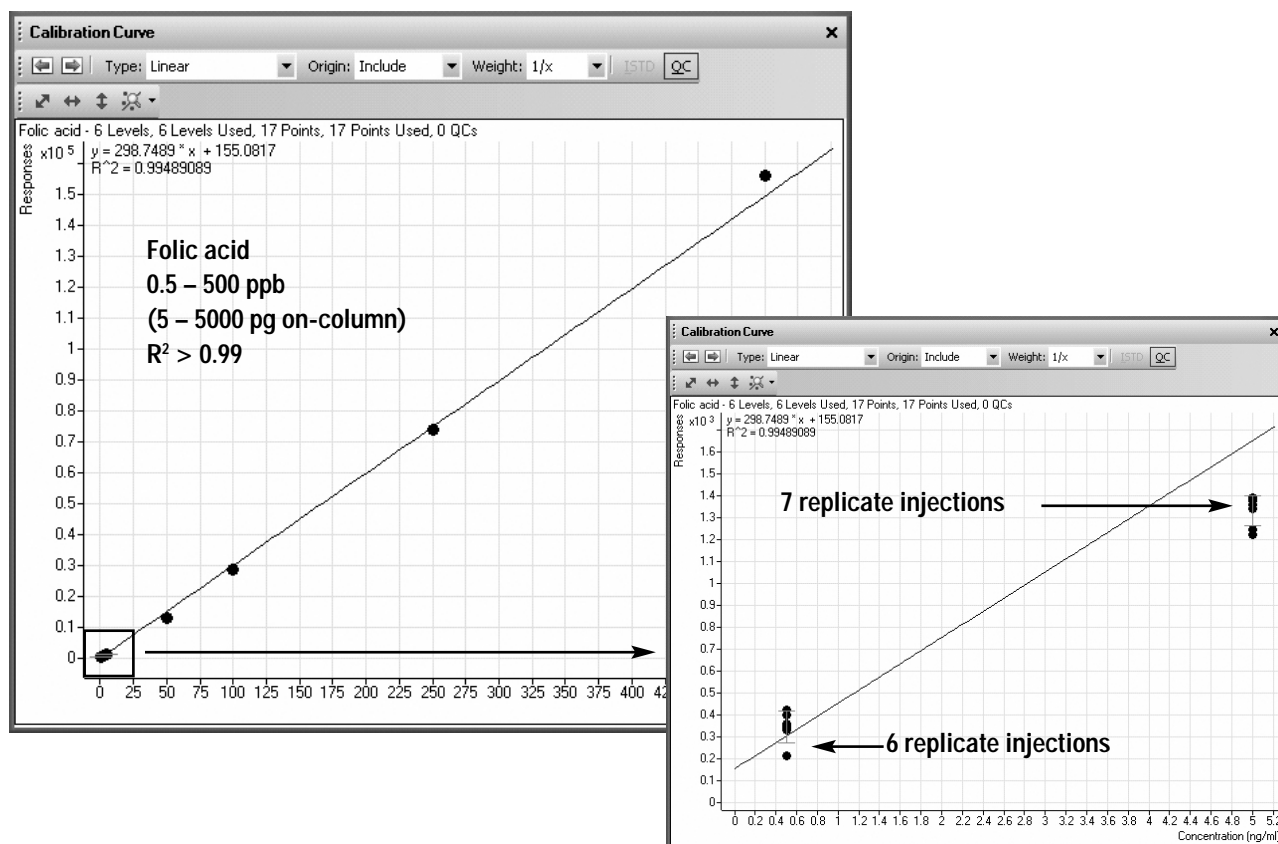 Calibration Curve
Type: Linear Origin: Include Weight: 1/x ISTD QC
Folic acid - 6 Levels, 6 Levels Used, 17 Points, 17 Points Used, 0 QCs
Responses
x10 5
y = 298.7489 * x + 155.0817
R^2 = 0.99489089
1.5
1.4
1.3
1.2
1.1
1
0.9
0.8
0.7
0.6
0.5
0.4
0.3
0.2
0.1
0
Folic acid
0.5 – 500 ppb
(5 – 5000 pg on-column)
R² > 0.99
0 25 50 75 100 125 150 175 200 225 250 275 300 325 350 375 400
Calibration Curve
Type: Linear Origin: Include Weight: 1/x ISTD QC
Folic acid - 6 Levels, 6 Levels Used, 17 Points, 17 Points Used, 0 QCs
Responses
x10 3
y = 298.7489 * x + 155.0817
R^2 = 0.99489089
1.6
1.5
1.4
1.3
1.2
1.1
1
0.9
0.8
0.7
0.6
0.5
0.4
0.3
0.2
0.1
0
7 replicate injections
6 replicate injections
0 0.2 0.4 0.6 0.8 1 1.2 1.4 1.6 1.8 2 2.2 2.4 2.6 2.8 3 3.2 3.4 3.6 3.8 4 4.2 4.4 4.6 4.8 5 5.2
Concentration (ng/ml)